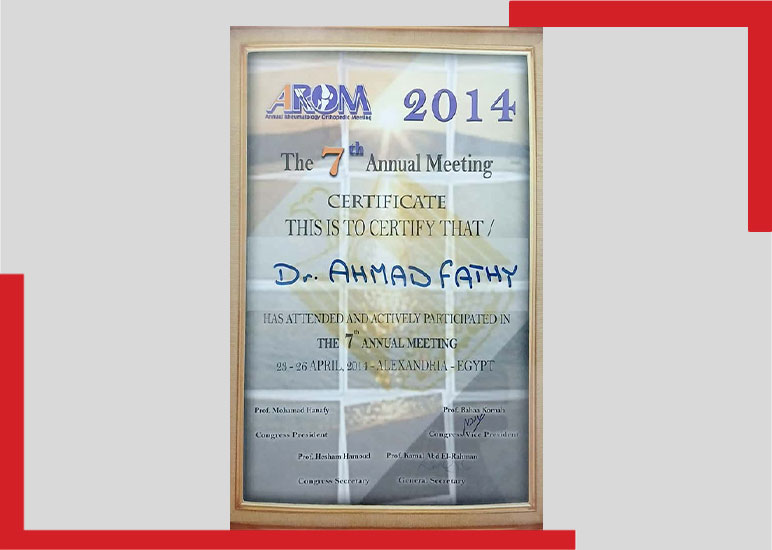 AROM 2014
Annual Rheumatology Orthopedic Meeting
The 7th Annual Meeting
CERTIFICATE
THIS IS TO CERTIFY THAT /
Dr. AHMAD FATHY
HAS ATTENDED AND ACTIVELY PARTICIPATED IN
THE 7th ANNUAL MEETING
23 - 26 APRIL, 2014 - ALEXANDRIA - EGYPT
Prof. Mohamad Hanafy Prof. Bahaa Kornah
Congress President Congress Vice President
Prof. Hesham Hamoud Prof. Kamal Abd El-Rahman
Congress Secretary General Secretary